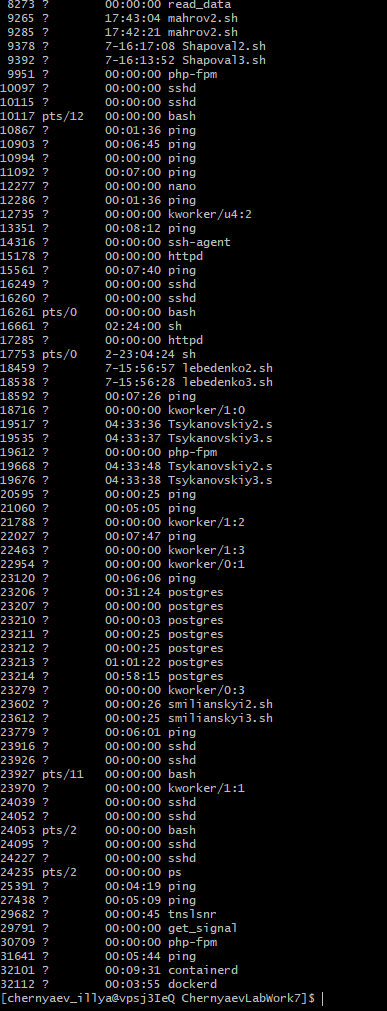 8273 ?        00:00:00 read_data
 9265 ?        17:43:04 mahrov2.sh
 9285 ?        17:42:21 mahrov2.sh
 9378 ?        7-16:17:08 Shapoval2.sh
 9392 ?        7-16:13:52 Shapoval3.sh
 9951 ?        00:00:00 php-fpm
10097 ?        00:00:00 sshd
10115 ?        00:00:00 sshd
10117 pts/12   00:00:00 bash
10867 ?        00:01:36 ping
10903 ?        00:06:45 ping
10994 ?        00:00:00 ping
11092 ?        00:07:00 ping
12277 ?        00:00:00 nano
12286 ?        00:01:36 ping
12735 ?        00:00:00 kworker/u4:2
13351 ?        00:08:12 ping
14316 ?        00:00:00 ssh-agent
15178 ?        00:00:00 httpd
15561 ?        00:07:40 ping
16249 ?        00:00:00 sshd
16260 ?        00:00:00 sshd
16261 pts/0    00:00:00 bash
16661 ?        02:24:00 sh
17285 ?        00:00:00 httpd
17753 pts/0    2-23:04:24 sh
18459 ?        7-15:56:57 lebedenko2.sh
18538 ?        7-15:56:28 lebedenko3.sh
18592 ?        00:07:26 ping
18716 ?        00:00:00 kworker/1:0
19517 ?        04:33:36 Tsykanovskiy2.s
19535 ?        04:33:37 Tsykanovskiy3.s
19612 ?        00:00:00 php-fpm
19668 ?        04:33:48 Tsykanovskiy2.s
19676 ?        04:33:38 Tsykanovskiy3.s
20595 ?        00:00:25 ping
21060 ?        00:05:05 ping
21788 ?        00:00:00 kworker/1:2
22027 ?        00:07:47 ping
22463 ?        00:00:00 kworker/1:3
22954 ?        00:00:00 kworker/0:1
23120 ?        00:06:06 ping
23206 ?        00:31:24 postgres
23207 ?        00:00:00 postgres
23210 ?        00:00:03 postgres
23211 ?        00:00:25 postgres
23212 ?        00:00:25 postgres
23213 ?        01:01:22 postgres
23214 ?        00:58:15 postgres
23279 ?        00:00:00 kworker/0:3
23602 ?        00:00:26 smilianskyi2.sh
23612 ?        00:00:25 smilianskyi3.sh
23779 ?        00:06:01 ping
23916 ?        00:00:00 sshd
23926 ?        00:00:00 sshd
23927 pts/11   00:00:00 bash
23970 ?        00:00:00 kworker/1:1
24039 ?        00:00:00 sshd
24052 ?        00:00:00 sshd
24053 pts/2    00:00:00 bash
24095 ?        00:00:00 sshd
24227 ?        00:00:00 sshd
24235 pts/2    00:00:00 ps
25391 ?        00:04:19 ping
27438 ?        00:05:09 ping
29682 ?        00:00:45 tnslsnr
29791 ?        00:00:00 get_signal
30709 ?        00:00:00 php-fpm
31641 ?        00:05:44 ping
32101 ?        00:09:31 containerd
32112 ?        00:03:55 dockerd
[chernyaev_illya@vpsj3IeQ ChernyaevLabWork7]$